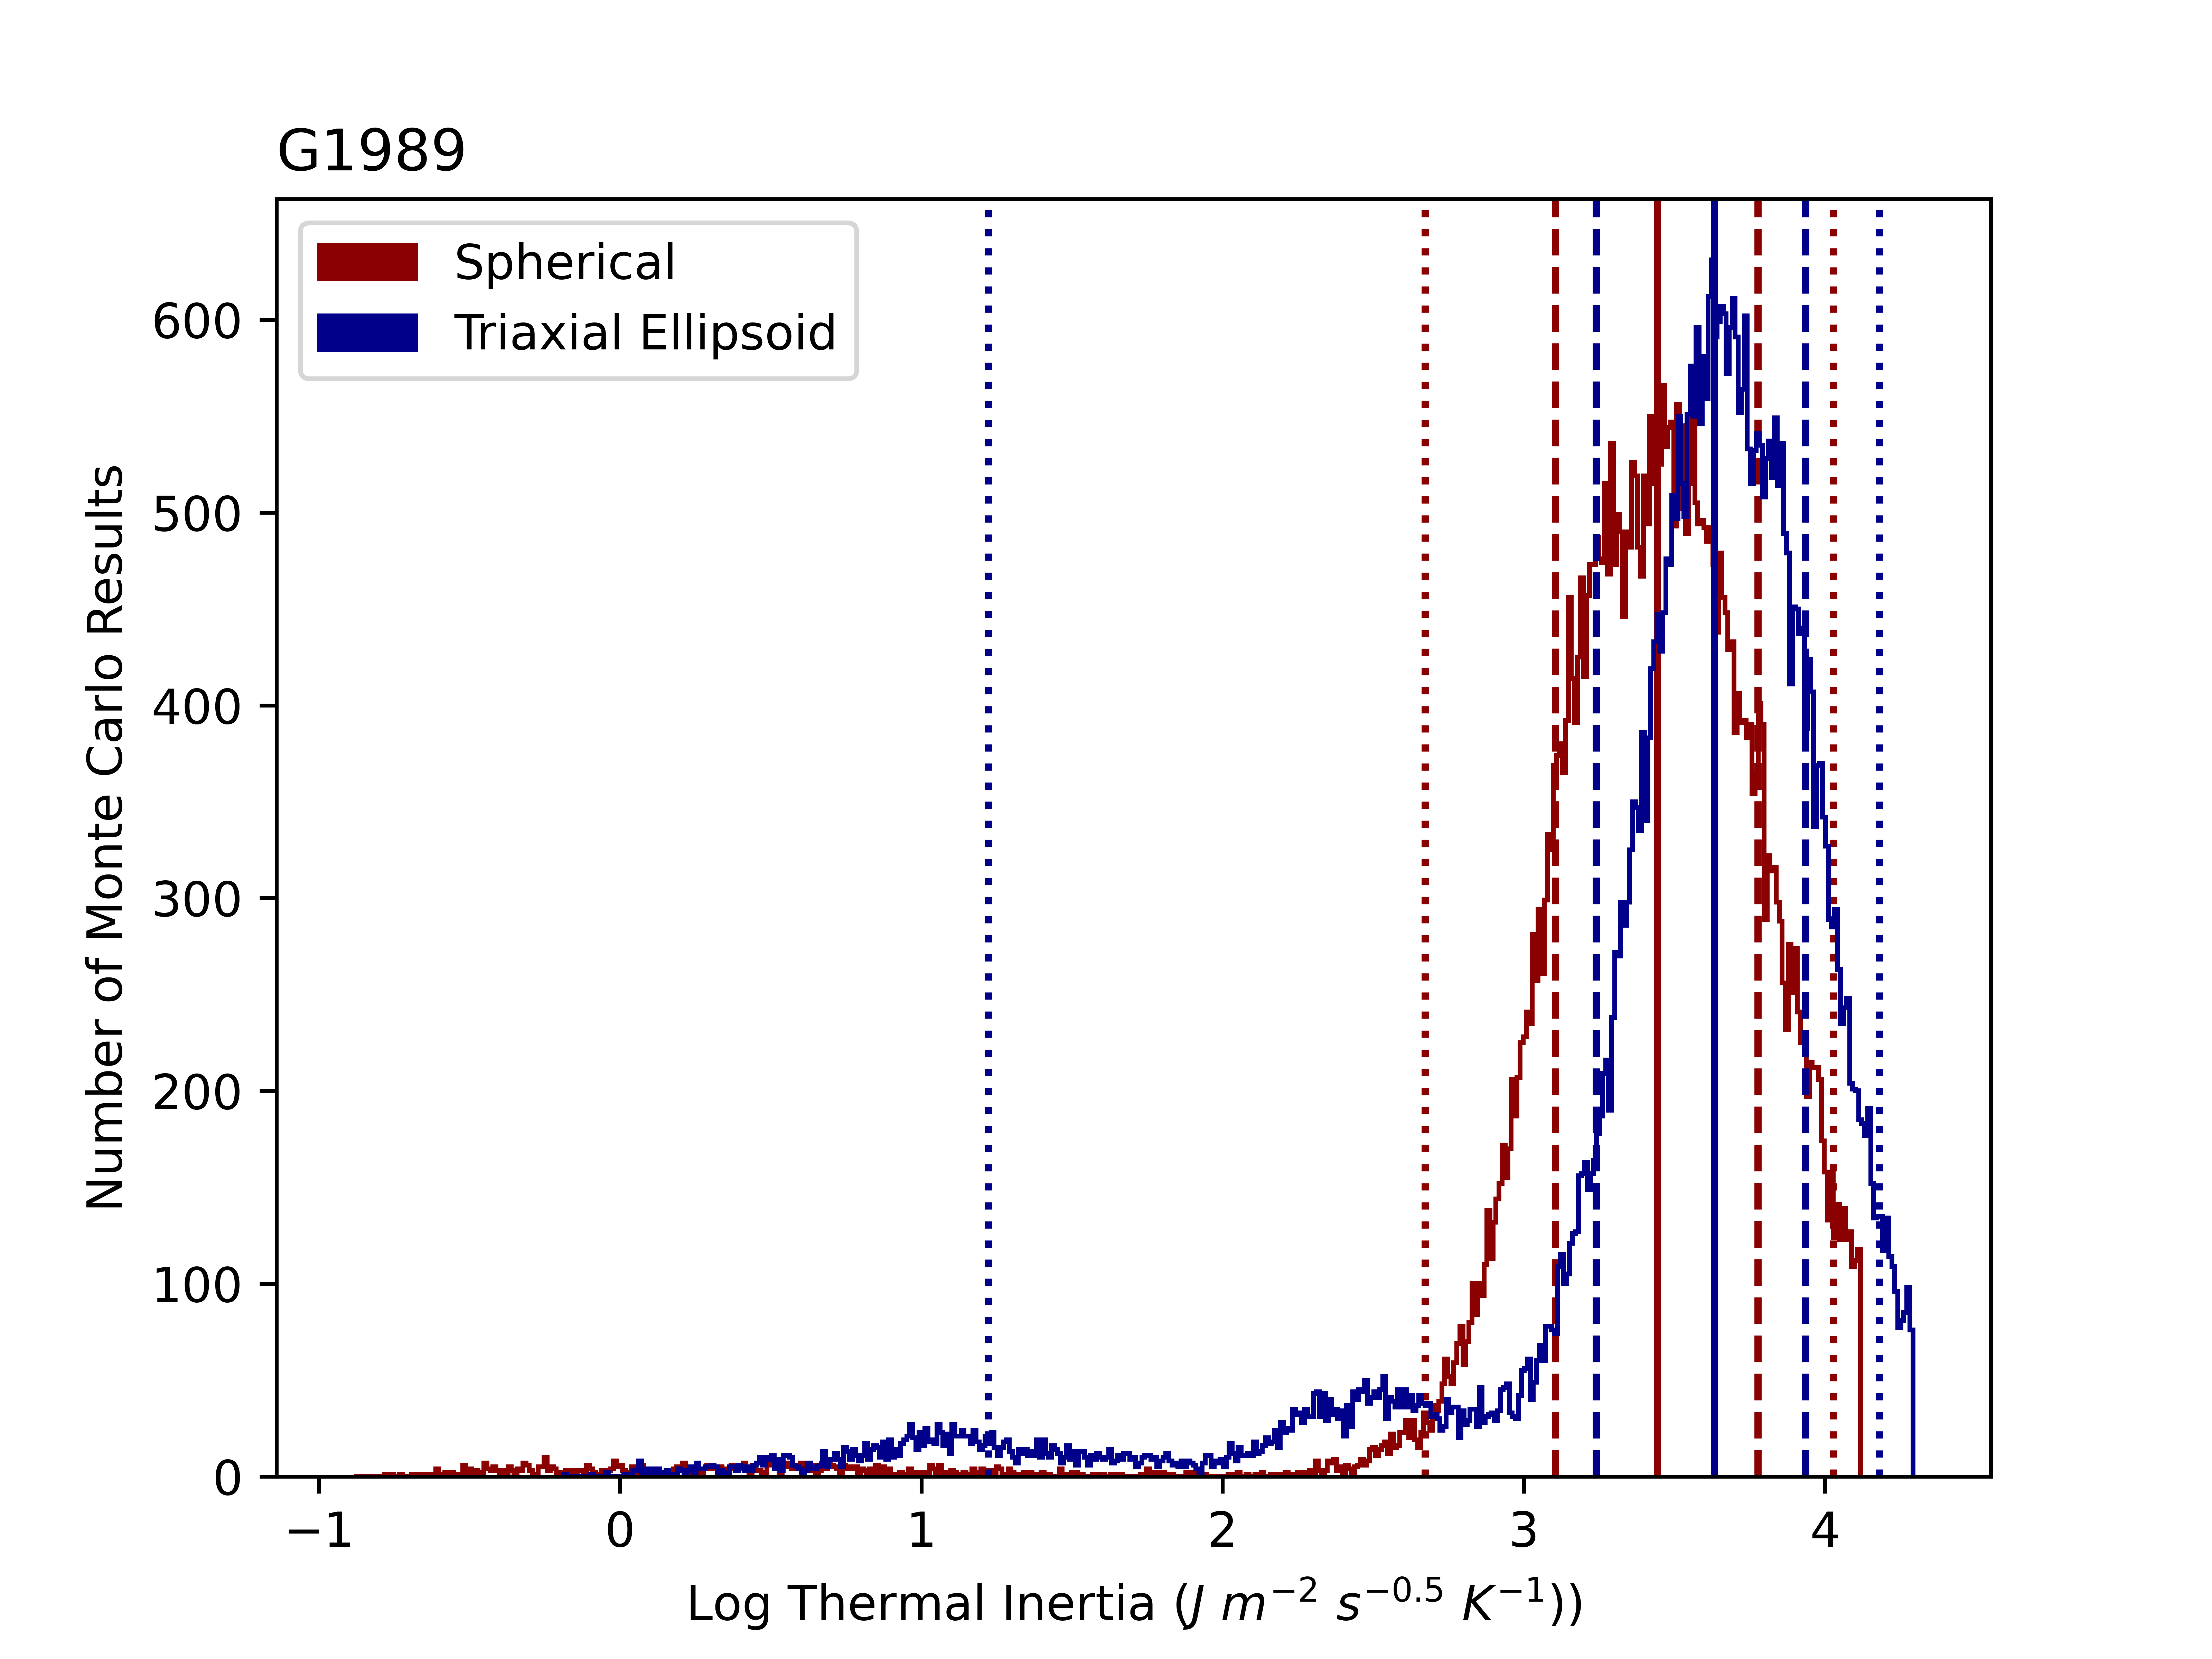 G1989
Spherical
Triaxial Ellipsoid
Number of Monte Carlo Results
600
500
400
300
200
100
0
−1 0 1 2 3 4
Log Thermal Inertia (J m⁻² s⁻⁰·⁵ K⁻¹))